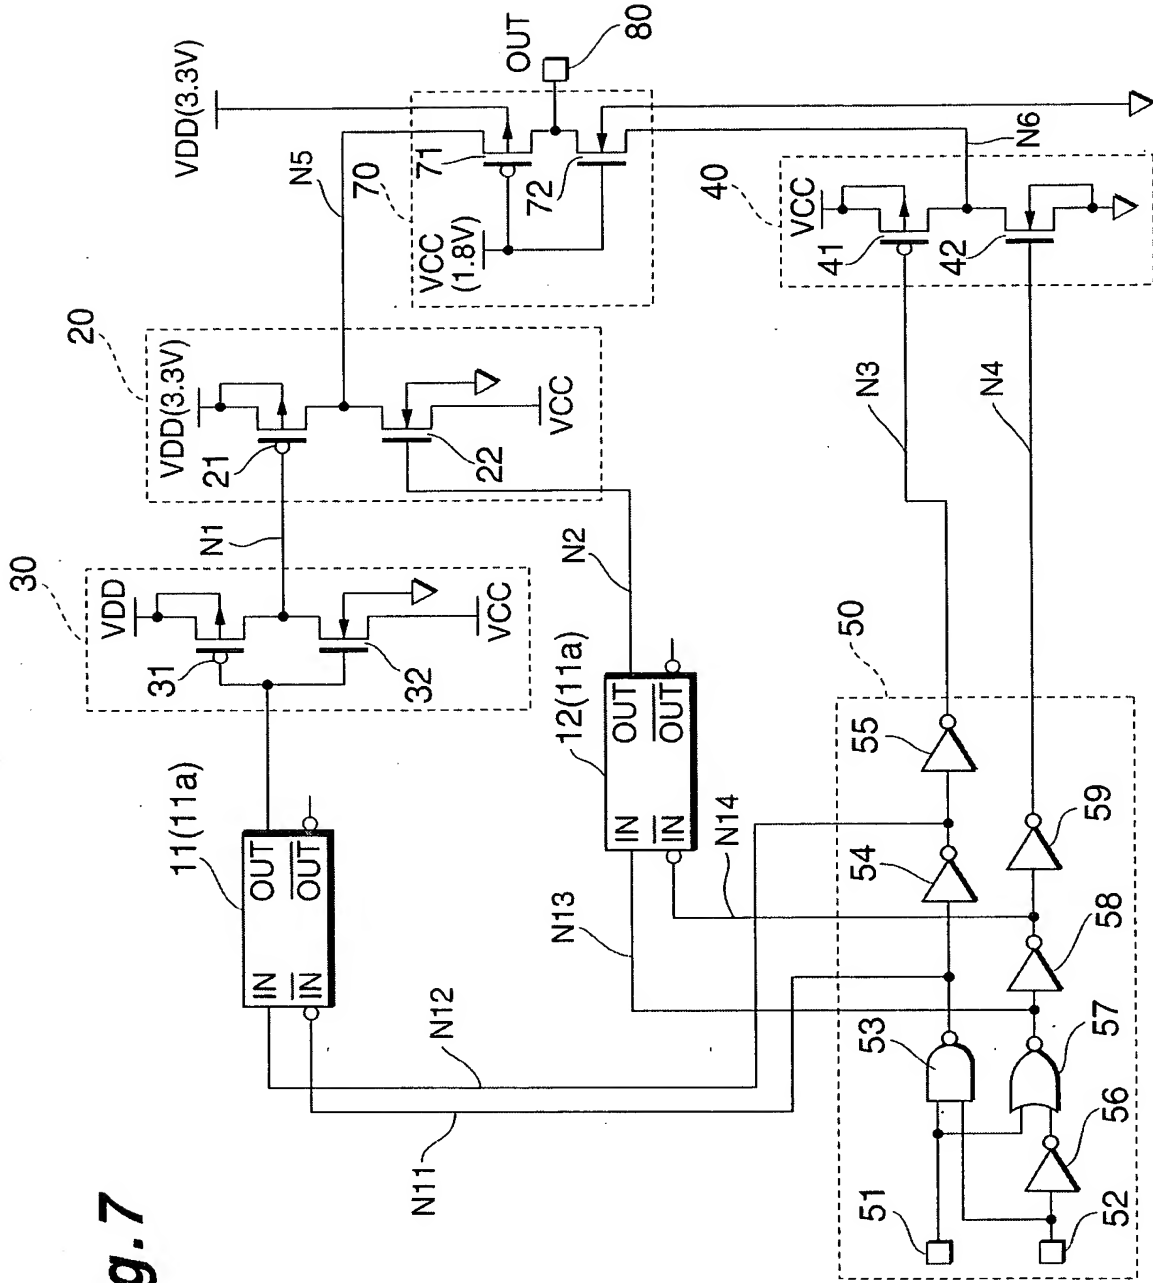 g.7
VDD(3.3V)
OUT
80
N5
70
71
72
VCC
(1.8V)
N6
40
VCC
41
42
20
VDD(3.3V)
21
22
VCC
N3
N4
N1
N2
30
VDD
31
32
VCC
11(11a)
IN
OUT
IN
OUT
12(11a)
IN
OUT
IN
OUT
N14
N13
N12
N11
50
55
54
59
58
53
57
56
51
52